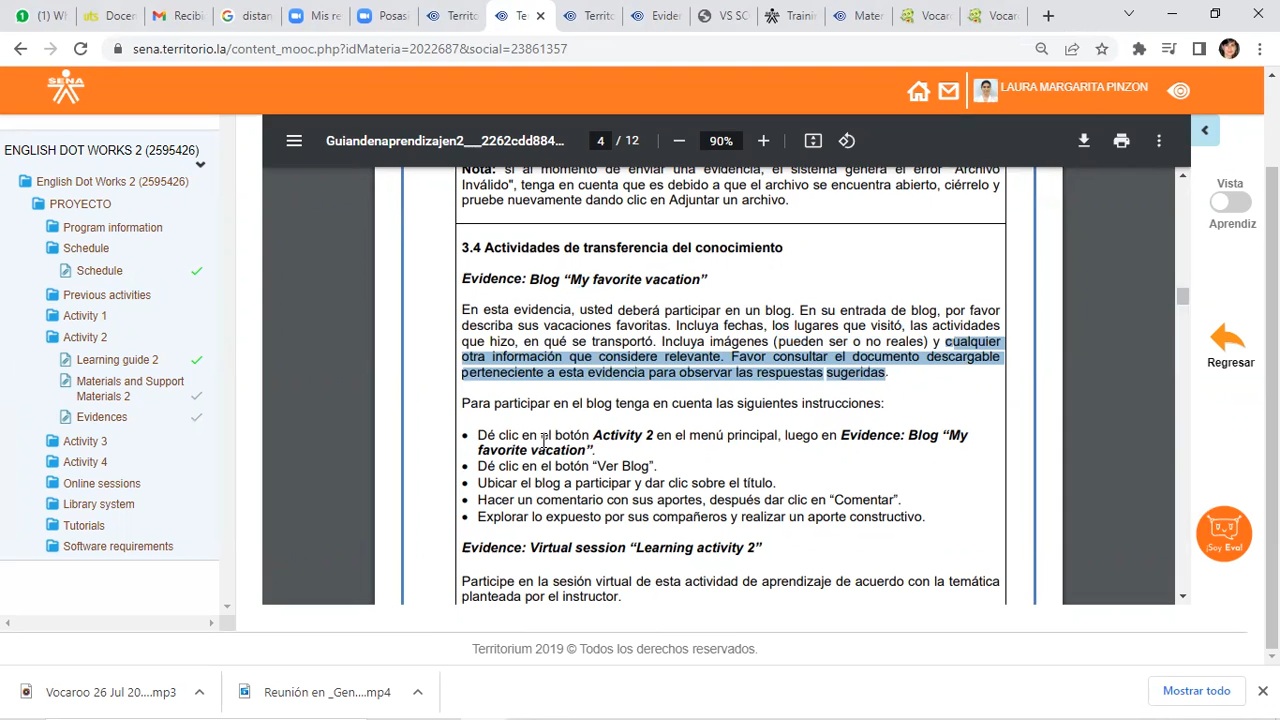 (1) W
uts
Docen
Recibi
distan
Mis re
Posas
Territo
Te
Territo
Evider
VS SC
Trainin
Mater
Vocar
Vocar
sena.territorio.la/content_mooc.php?idMateria=2022687&social=23861357
SENA
LAURA MARGARITA PINZON
ENGLISH DOT WORKS 2 (2595426)
English Dot Works 2 (2595426)
PROYECTO
Program information
Schedule
Schedule
Previous activities
Activity 1
Activity 2
Learning guide 2
Materials and Support
Materials 2
Evidences
Activity 3
Activity 4
Online sessions
Library system
Tutorials
Software requirements
Guiandenaprendizajen2___2262cdd884...
4 / 12
90%
Nota: si al momento de enviar una evidencia, el sistema genera el error "Archivo
Inválido", tenga en cuenta que es debido a que el archivo se encuentra abierto, ciérrelo y
pruebe nuevamente dando clic en Adjuntar un archivo.
3.4 Actividades de transferencia del conocimiento
Evidence: Blog “My favorite vacation”
En esta evidencia, usted deberá participar en un blog. En su entrada de blog, por favor
describa sus vacaciones favoritas. Incluya fechas, los lugares que visitó, las actividades
que hizo, en qué se transportó. Incluya imágenes (pueden ser o no reales) y cualquier
otra información que considere relevante. Favor consultar el documento descargable
perteneciente a esta evidencia para observar las respuestas sugeridas.
Para participar en el blog tenga en cuenta las siguientes instrucciones:
• Dé clic en el botón Activity 2 en el menú principal, luego en Evidence: Blog “My
favorite vacation”.
• Dé clic en el botón “Ver Blog”.
• Ubicar el blog a participar y dar clic sobre el título.
• Hacer un comentario con sus aportes, después dar clic en “Comentar”.
• Explorar lo expuesto por sus compañeros y realizar un aporte constructivo.
Evidence: Virtual session “Learning activity 2”
Participe en la sesión virtual de esta actividad de aprendizaje de acuerdo con la temática
planteada por el instructor.
Vista
Aprendiz
Regresar
¡Soy Eva!
Territorium 2019 © Todos los derechos reservados.
Vocaroo 26 Jul 20....mp3
Reunión en _Gen....mp4
Mostrar todo